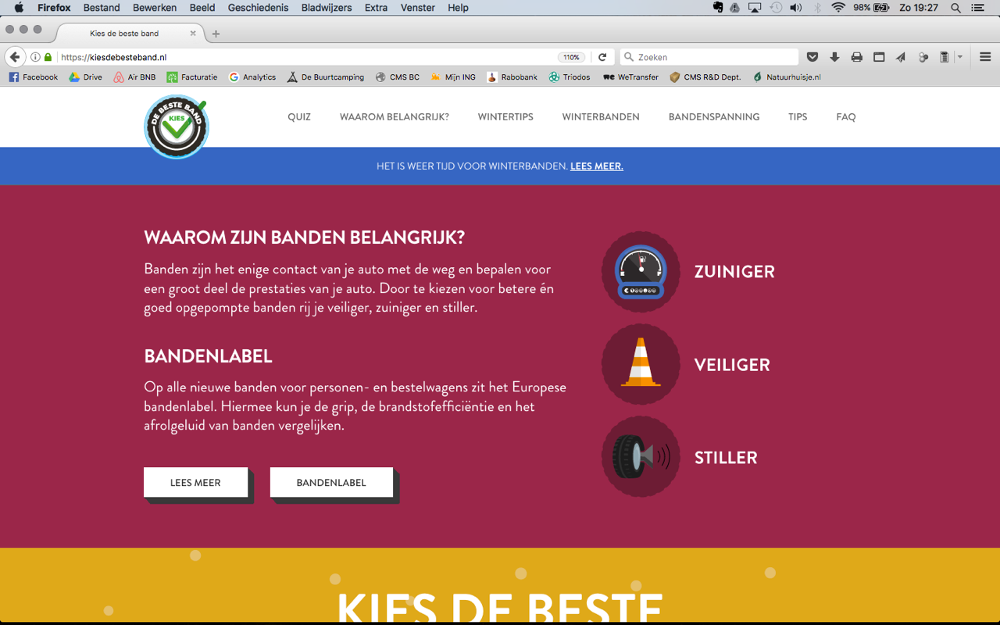 Firefox Bestand Bewerken Beeld Geschiedenis Bladwijzers Extra Venster Help 98% Zo 19:27
Kies de beste band
https://kiesdebesteband.nl 110% Zoeken
Facebook Drive Air BNB Facturatie Analytics De Buurtcamping CMS BC Mijn ING Rabobank Triodos WeTransfer CMS R&D Dept. Natuurhuisje.nl
DE BESTE BAND
KIES
QUIZ WAAROM BELANGRIJK? WINTERTIPS WINTERBANDEN BANDENSPANNING TIPS FAQ
HET IS WEER TIJD VOOR WINTERBANDEN. LEES MEER.
WAAROM ZIJN BANDEN BELANGRIJK?
Banden zijn het enige contact van je auto met de weg en bepalen voor
een groot deel de prestaties van je auto. Door te kiezen voor betere én
goed opgepompte banden rij je veiliger, zuiniger en stiller.
BANDENLABEL
Op alle nieuwe banden voor personen- en bestelwagens zit het Europese
bandenlabel. Hiermee kun je de grip, de brandstofefficiëntie en het
afrolgeluid van banden vergelijken.
LEES MEER BANDENLABEL
ZUINIGER
VEILIGER
STILLER
KIES DE BESTE